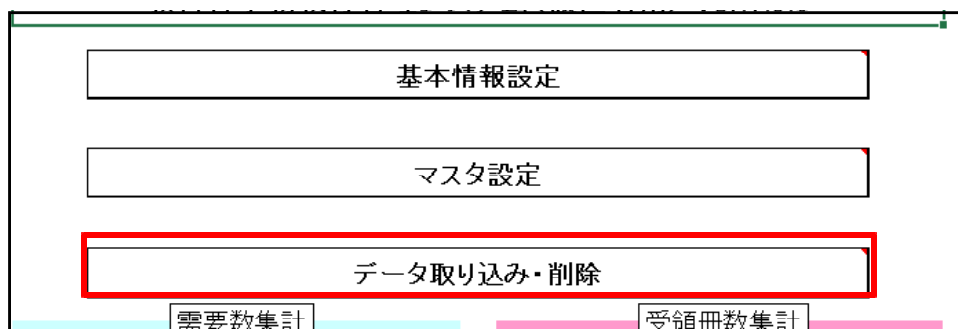 基本情報設定
マスタ設定
データ取り込み・削除
需要数集計
受領冊数集計